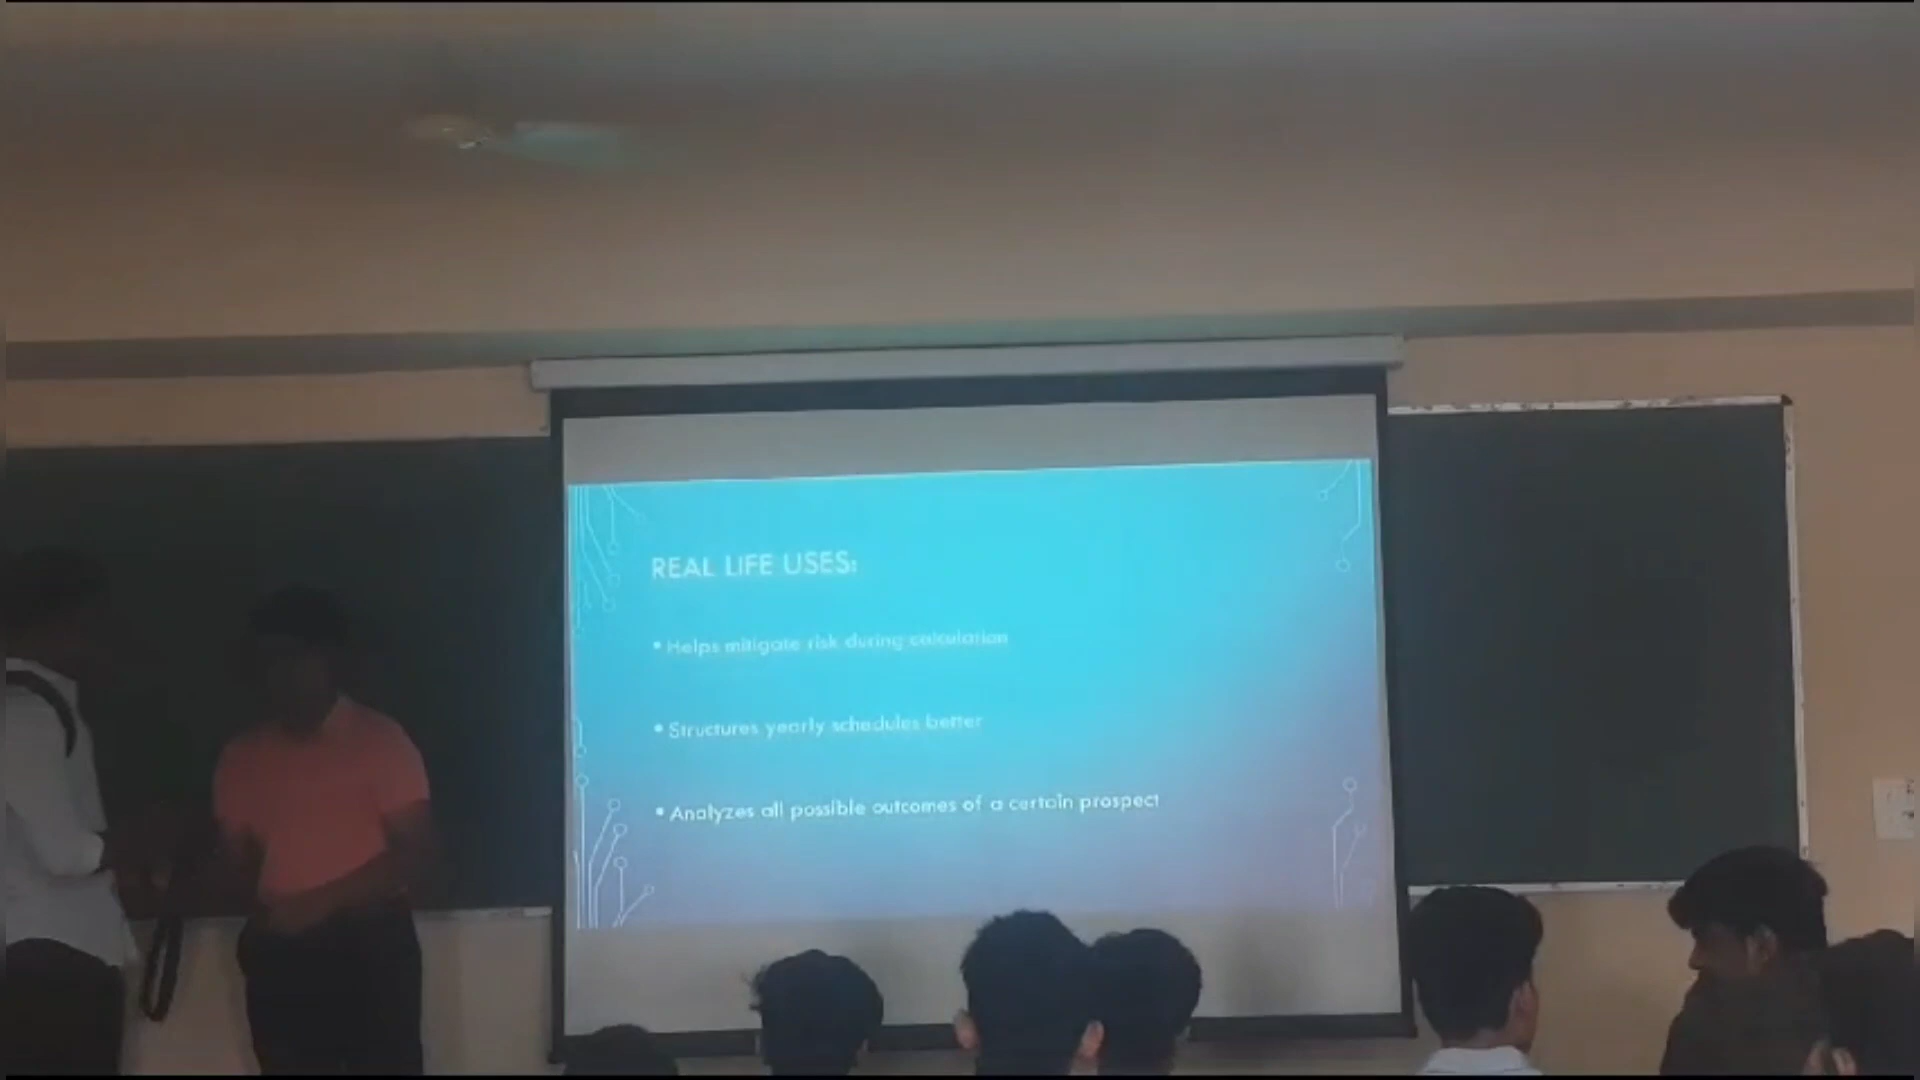 REAL LIFE USES:
• Helps mitigate risk during calculation
• Structures yearly schedules better
• Analyzes all possible outcomes of a certain prospect